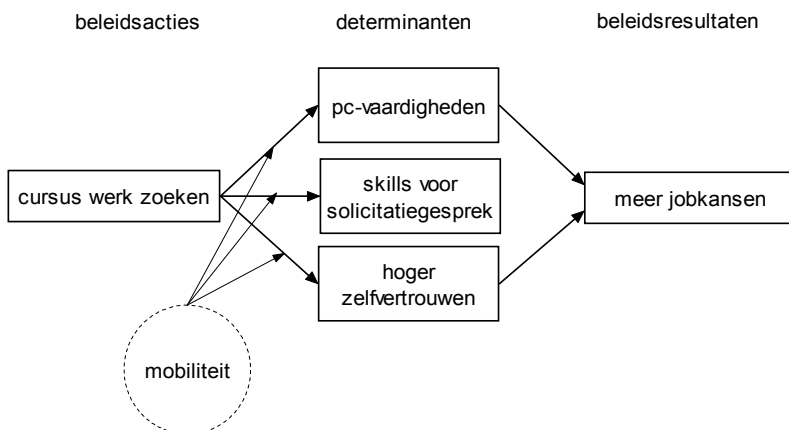 beleidsacties
determinanten
beleidsresultaten
pc-vaardigheden
cursus werk zoeken
skills voor
solicitatiegesprek
meer jobkansen
hoger
zelfvertrouwen
mobiliteit